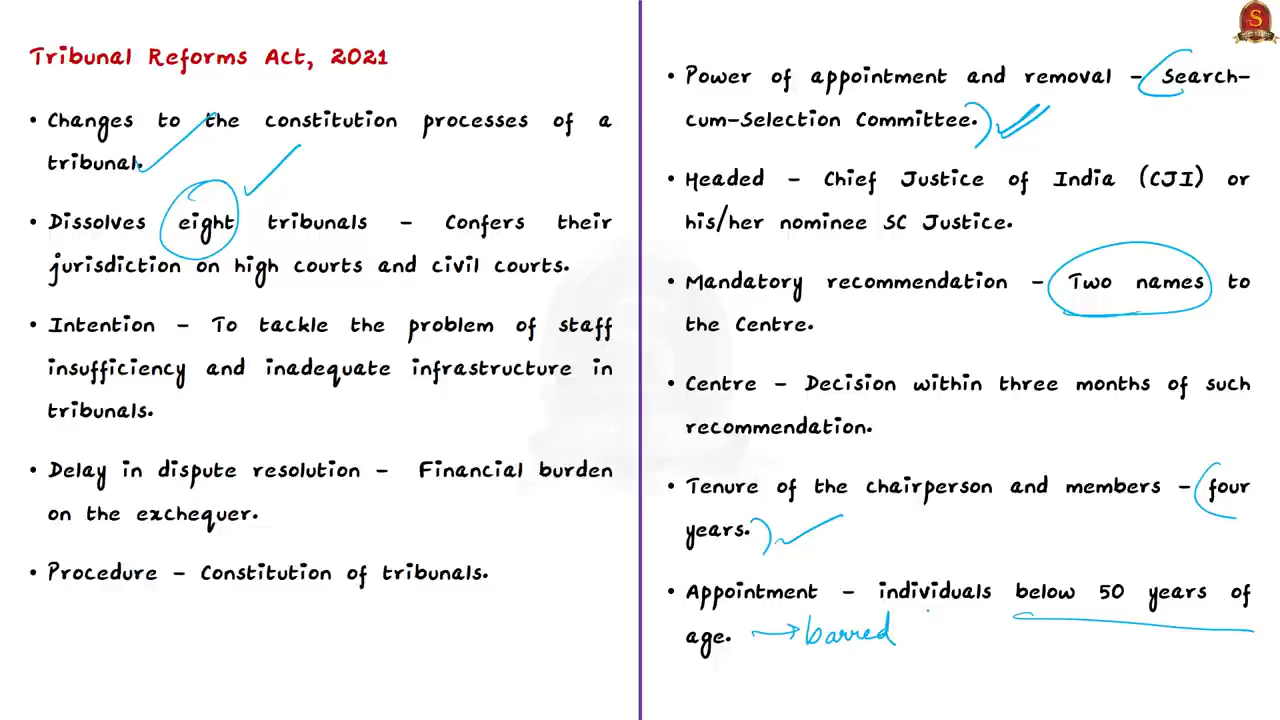 Tribunal Reforms Act, 2021
• Changes to the constitution processes of a
tribunal.
• Dissolves eight tribunals – Confers their
jurisdiction on high courts and civil courts.
• Intention – To tackle the problem of staff
insufficiency and inadequate infrastructure in
tribunals.
• Delay in dispute resolution – Financial burden
on the exchequer.
• Procedure – Constitution of tribunals.
• Power of appointment and removal – Search-
cum-Selection Committee.
• Headed – Chief Justice of India (CJI) or
his/her nominee SC Justice.
• Mandatory recommendation – Two names to
the Centre.
• Centre – Decision within three months of such
recommendation.
• Tenure of the chairperson and members – four
years.
• Appointment – individuals below 50 years of
age. → barred
S